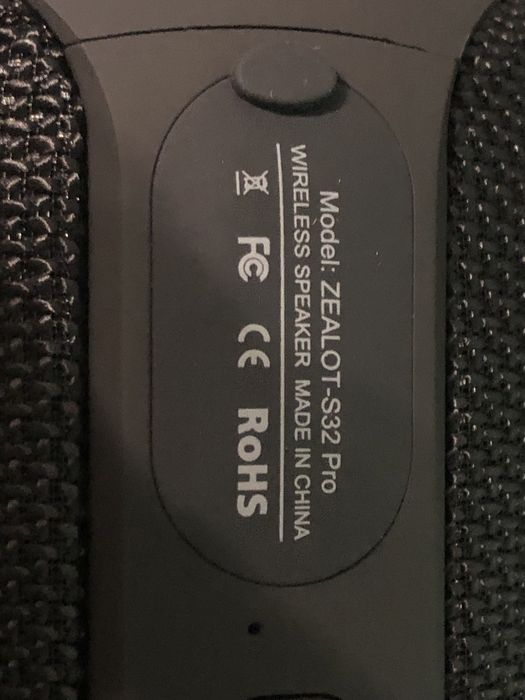 Model: ZEALOT-S32 Pro
WIRELESS SPEAKER MADE IN CHINA
FC CE RoHS